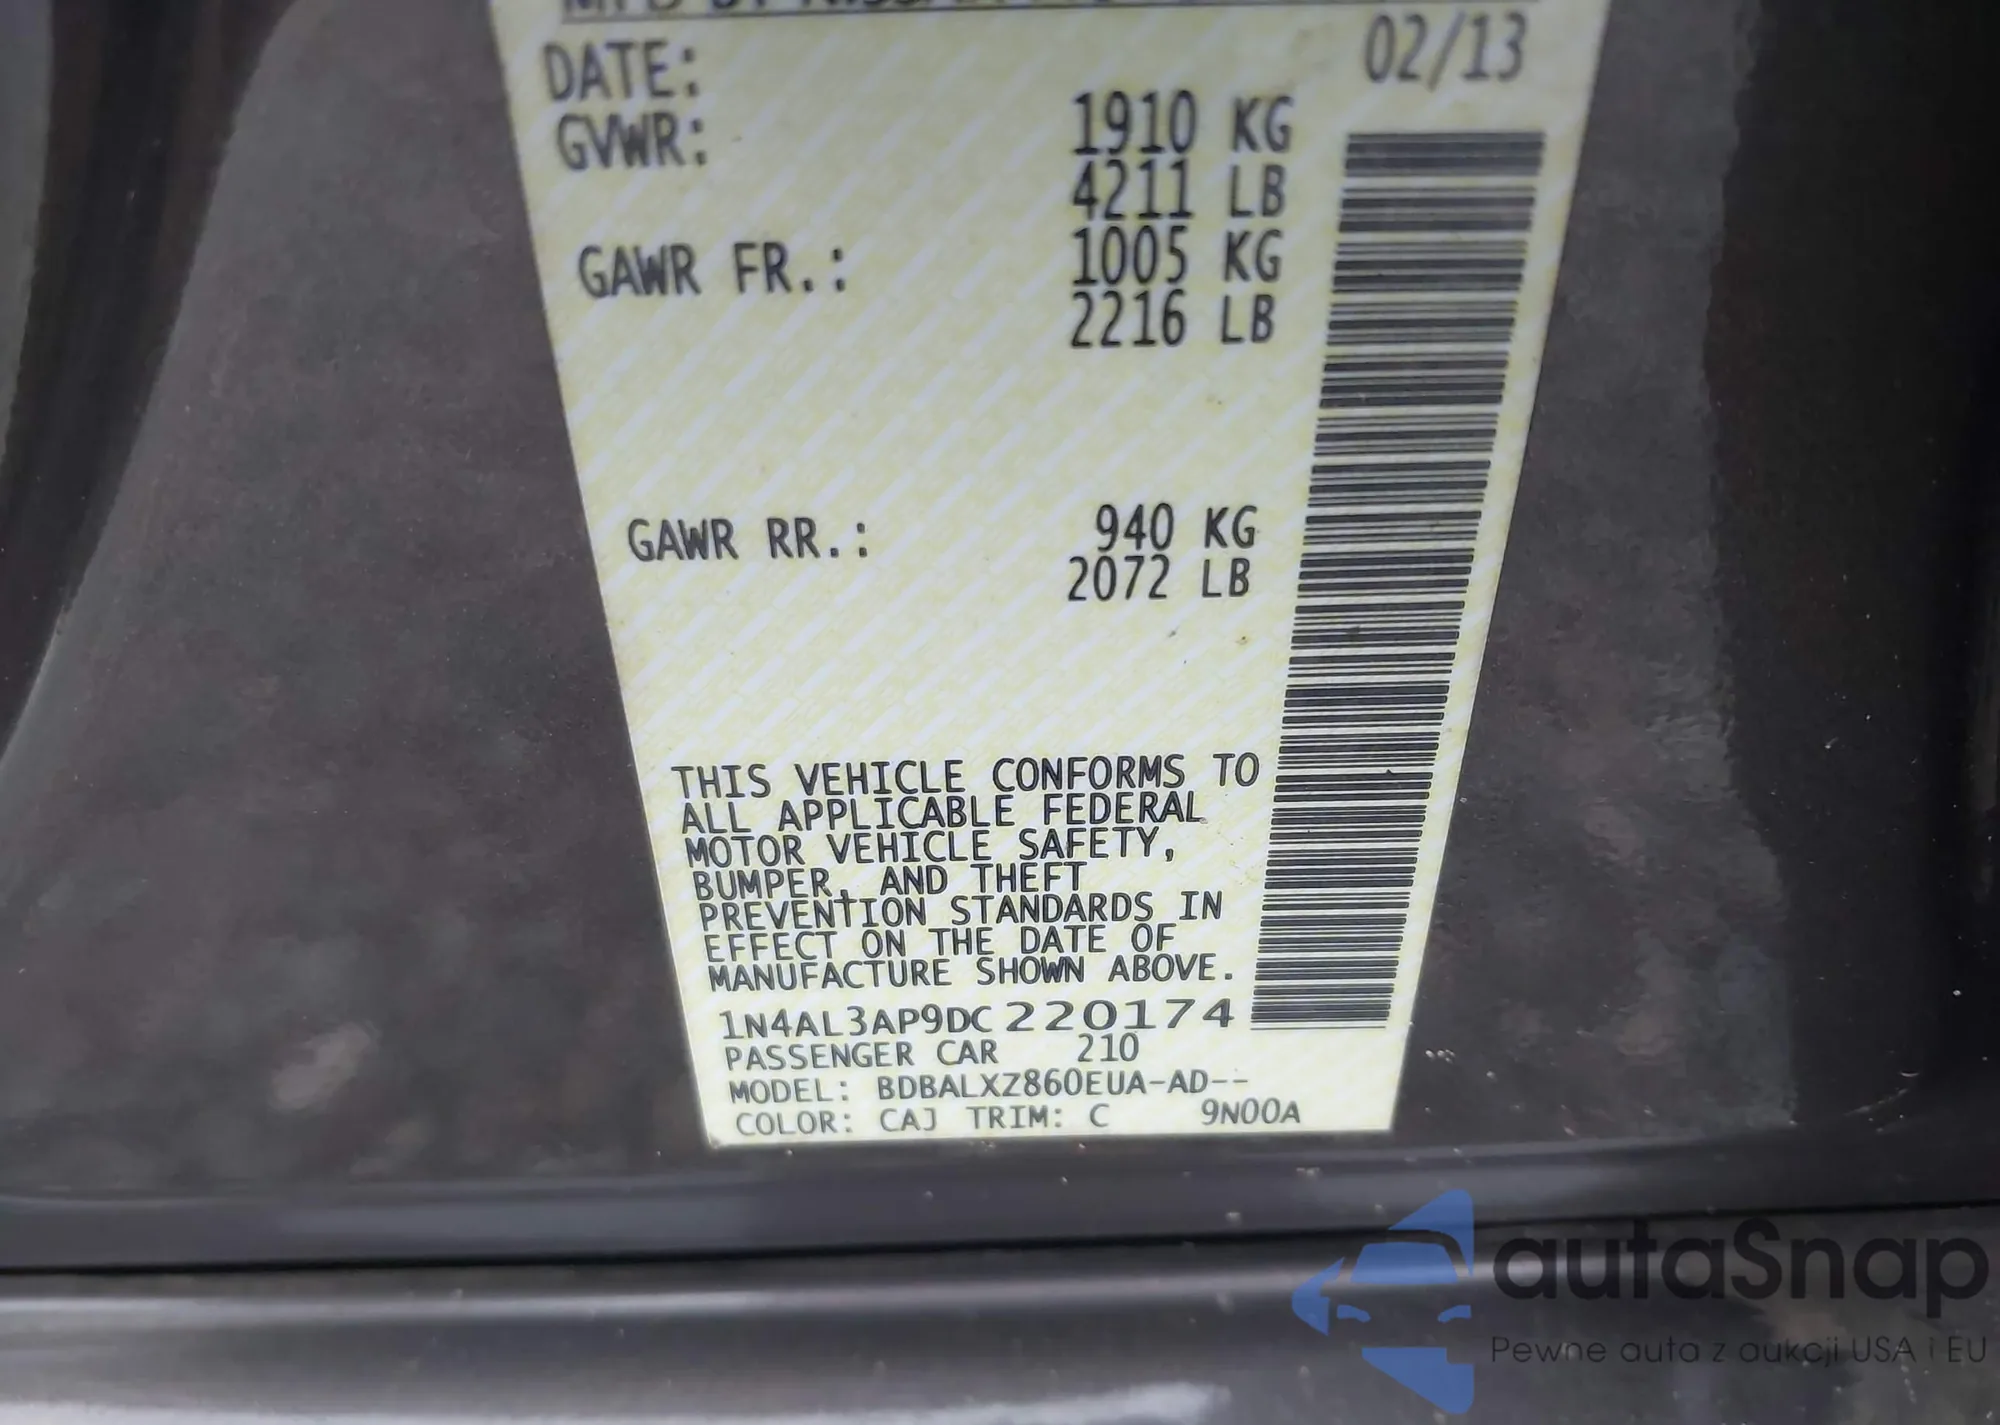 DATE: 02/13
GVWR: 1910 KG
4211 LB
GAWR FR.: 1005 KG
2216 LB
GAWR RR.: 940 KG
2072 LB
THIS VEHICLE CONFORMS TO
ALL APPLICABLE FEDERAL
MOTOR VEHICLE SAFETY,
BUMPER, AND THEFT
PREVENTION STANDARDS IN
EFFECT ON THE DATE OF
MANUFACTURE SHOWN ABOVE.
1N4AL3AP9DC220174
PASSENGER CAR 210
MODEL: BDBALXZ860EUA-AD--
COLOR: CAJ TRIM: C 9N00A
autaSnap
Pewne auta z aukcji USA i EU